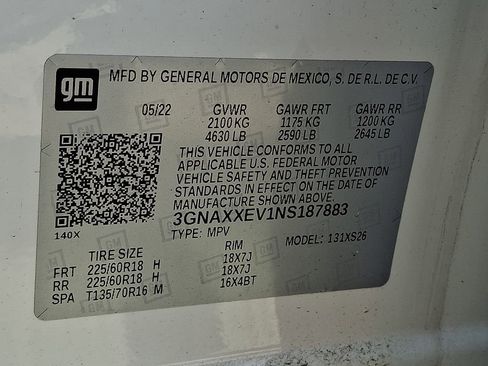 gm
MFD BY GENERAL MOTORS DE MEXICO, S. DE R.L. DE C.V.
05/22 GVWR GAWR FRT GAWR RR
2100 KG 1175 KG 1200 KG
4630 LB 2590 LB 2645 LB
THIS VEHICLE CONFORMS TO ALL
APPLICABLE U.S. FEDERAL MOTOR
VEHICLE SAFETY AND THEFT PREVENTION
STANDARDS IN EFFECT ON THE DATE OF
MANUFACTURE SHOWN ABOVE.
3GNAXXEV1NS187883
140X TYPE: MPV MODEL: 131XS26
TIRE SIZE RIM
FRT 225/60R18 H 18X7J
RR 225/60R18 H 18X7J
SPA T135/70R16 M 16X4BT